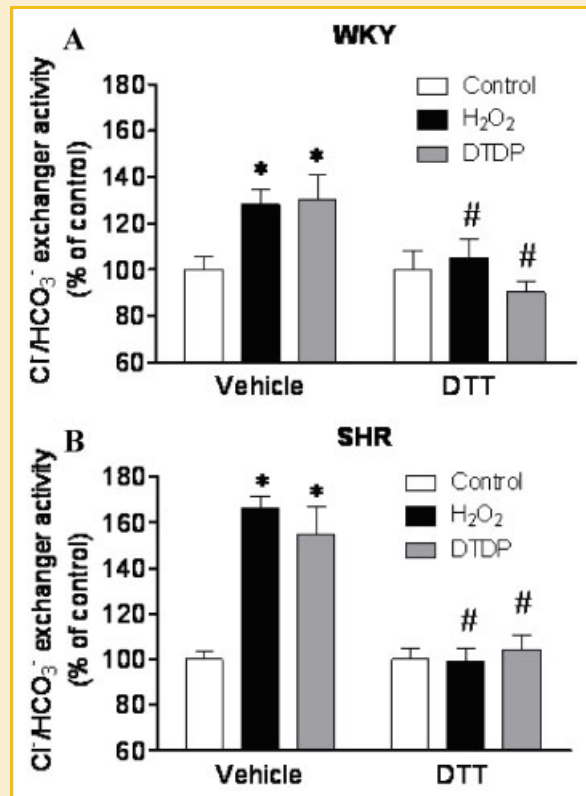 A
WKY
Cl⁻/HCO₃⁻ exchanger activity
(% of control)
180
160
140
120
100
80
60
Control
H₂O₂
DTDP
*
*
#
#
Vehicle
DTT
B
SHR
Cl⁻/HCO₃⁻ exchanger activity
(% of control)
180
160
140
120
100
80
60
Control
H₂O₂
DTDP
*
*
#
#
Vehicle
DTT